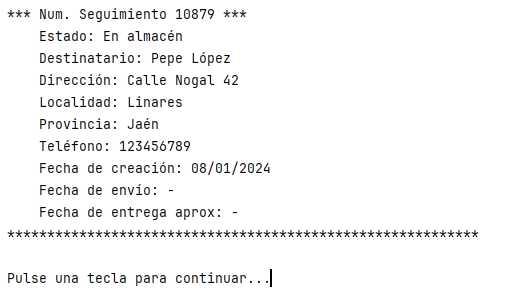 *** Num. Seguimiento 10879 ***
Estado: En almacén
Destinatario: Pepe López
Dirección: Calle Nogal 42
Localidad: Linares
Provincia: Jaén
Teléfono: 123456789
Fecha de creación: 08/01/2024
Fecha de envío: -
Fecha de entrega aprox: -
***********************************************************
Pulse una tecla para continuar...